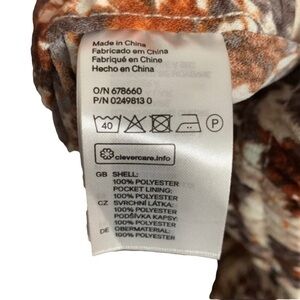 Made in China
Fabricado en China
Fabriqué en Chine
Hecho en China
O/N 678660
P/N 0249813 0
40 P
clevercare.info
GB SHELL:
100% POLYESTER
POCKET LINING:
100% POLYESTER
CZ SVRCHNÍ LÁTKA:
100% POLYESTER
PODŠÍVKA KAPSY:
100% POLYESTER
DE OBERMATERIAL:
100% POLYESTER